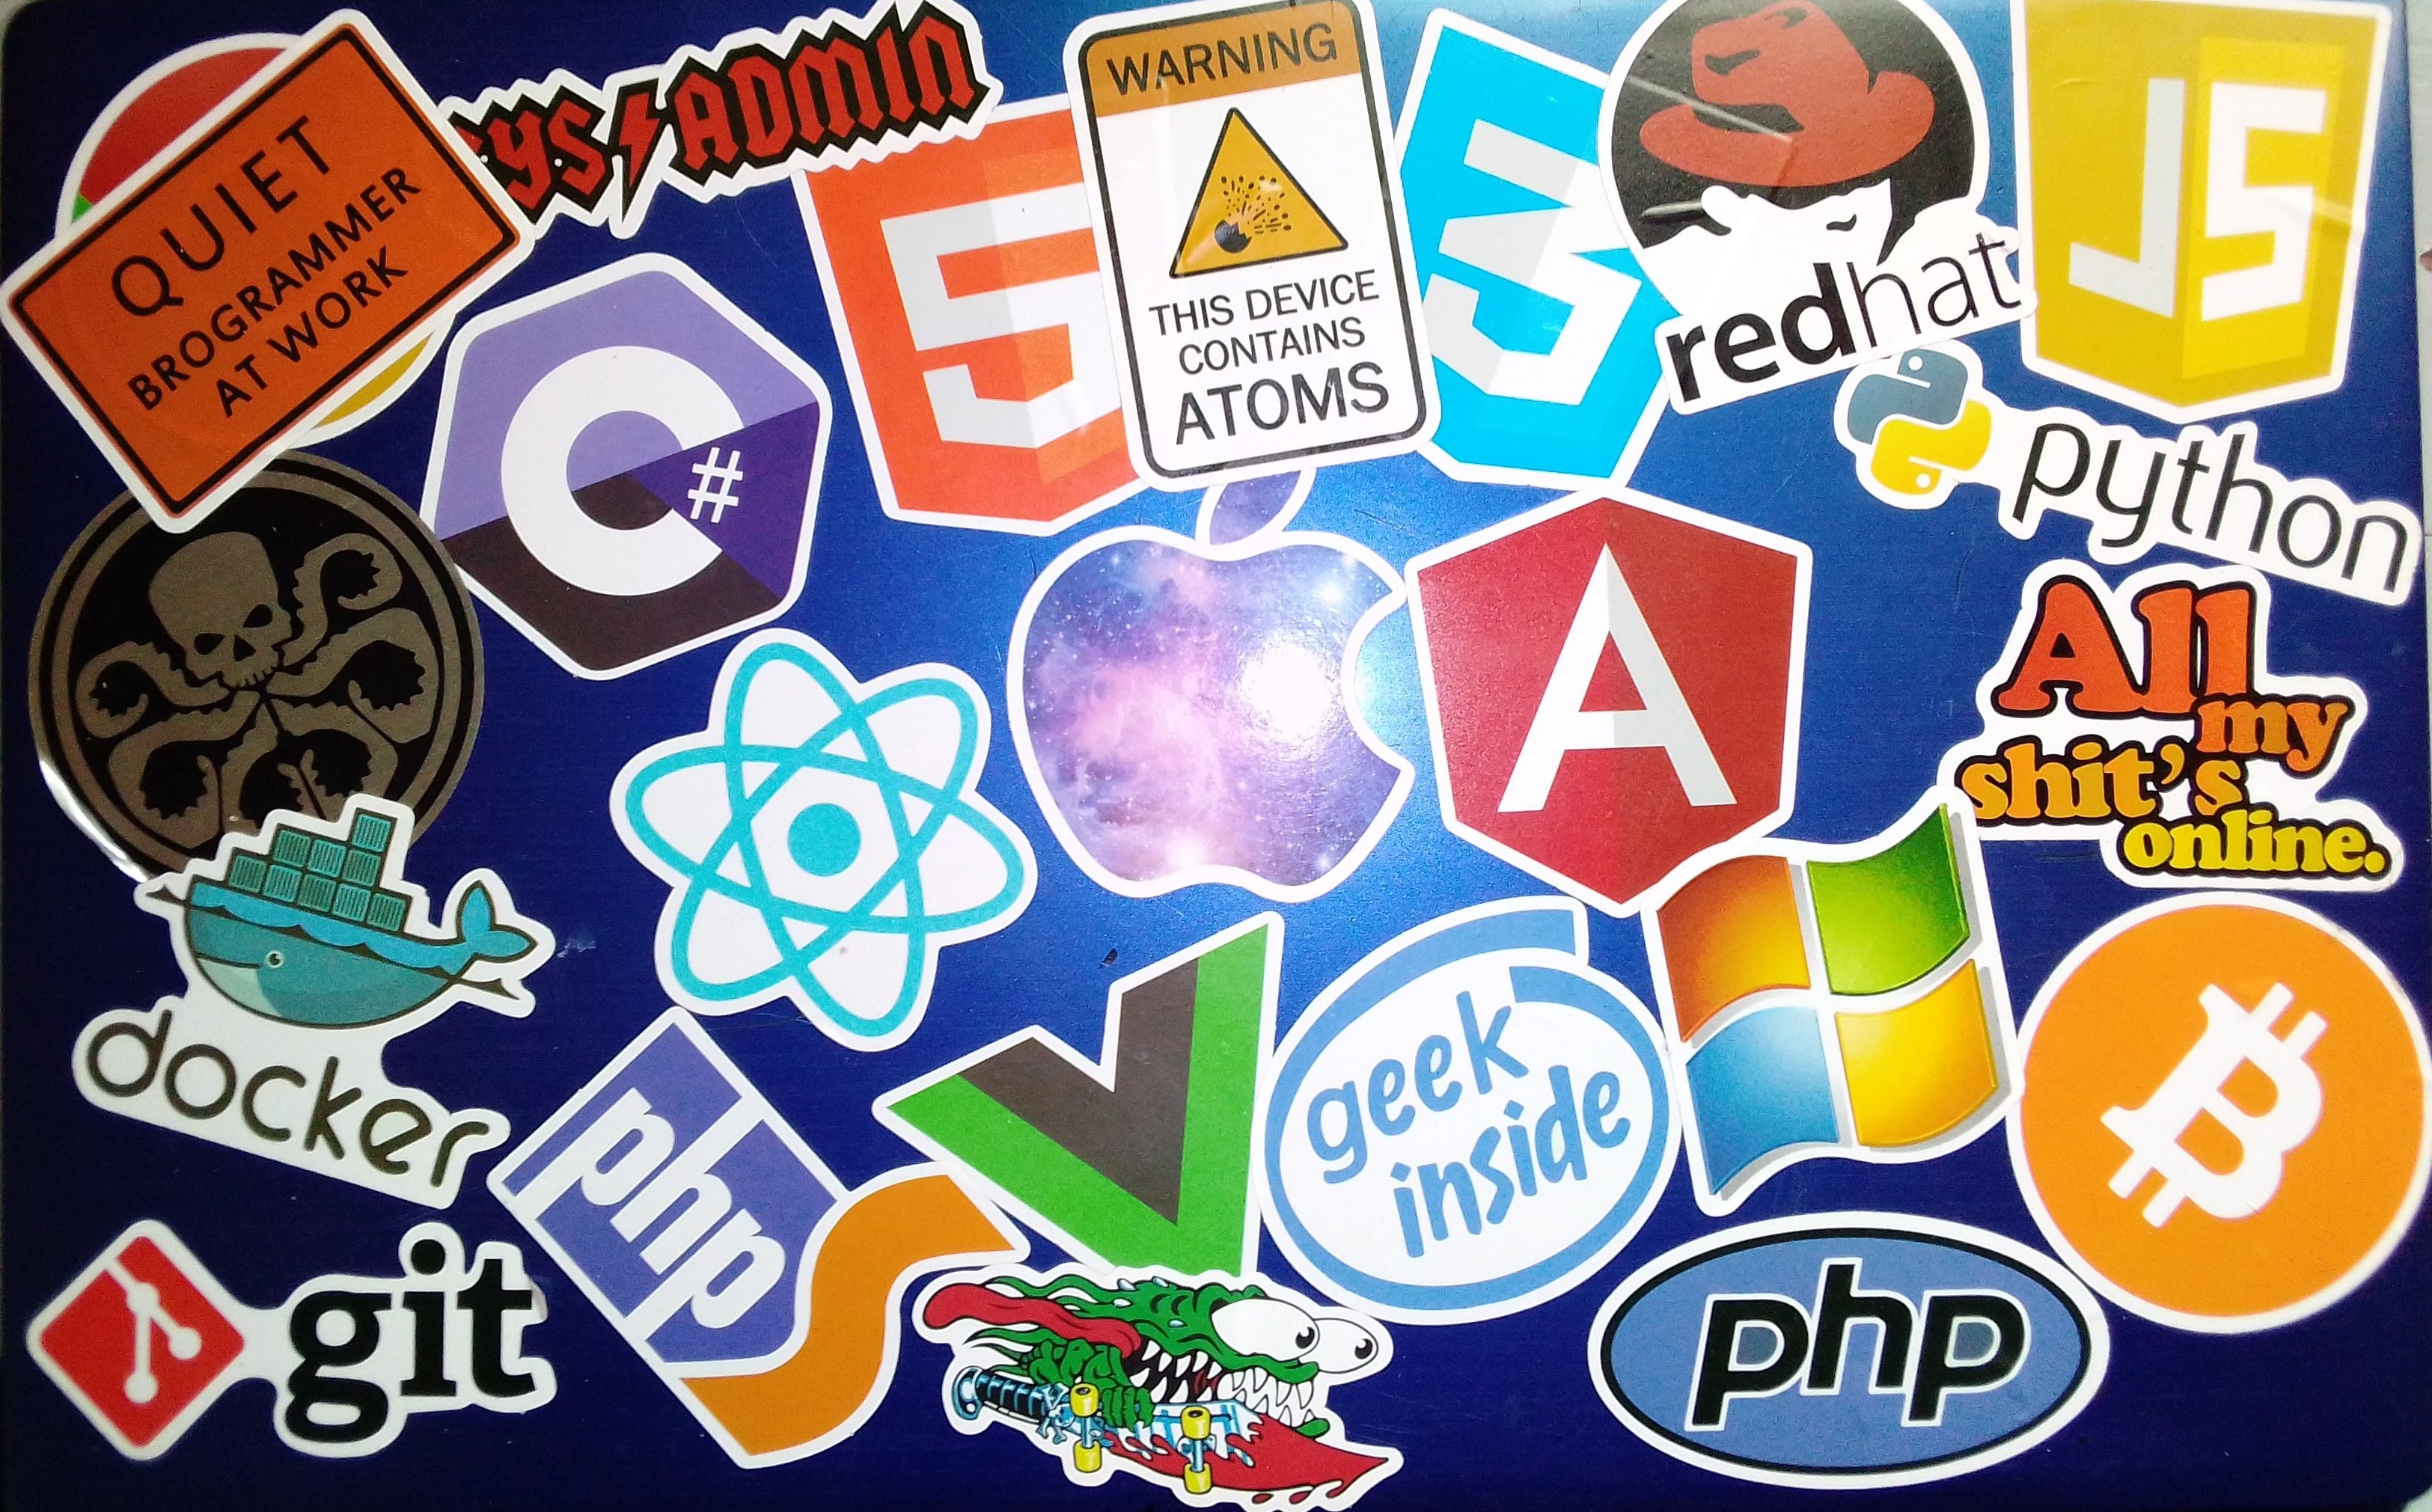 QUIET
BROGRAMMER
AT WORK
SYS ADMIN
5
WARNING
THIS DEVICE
CONTAINS
ATOMS
3
redhat
JS
python
C#
A
All
my
shit's
online.
docker
php
geek
inside
git
php